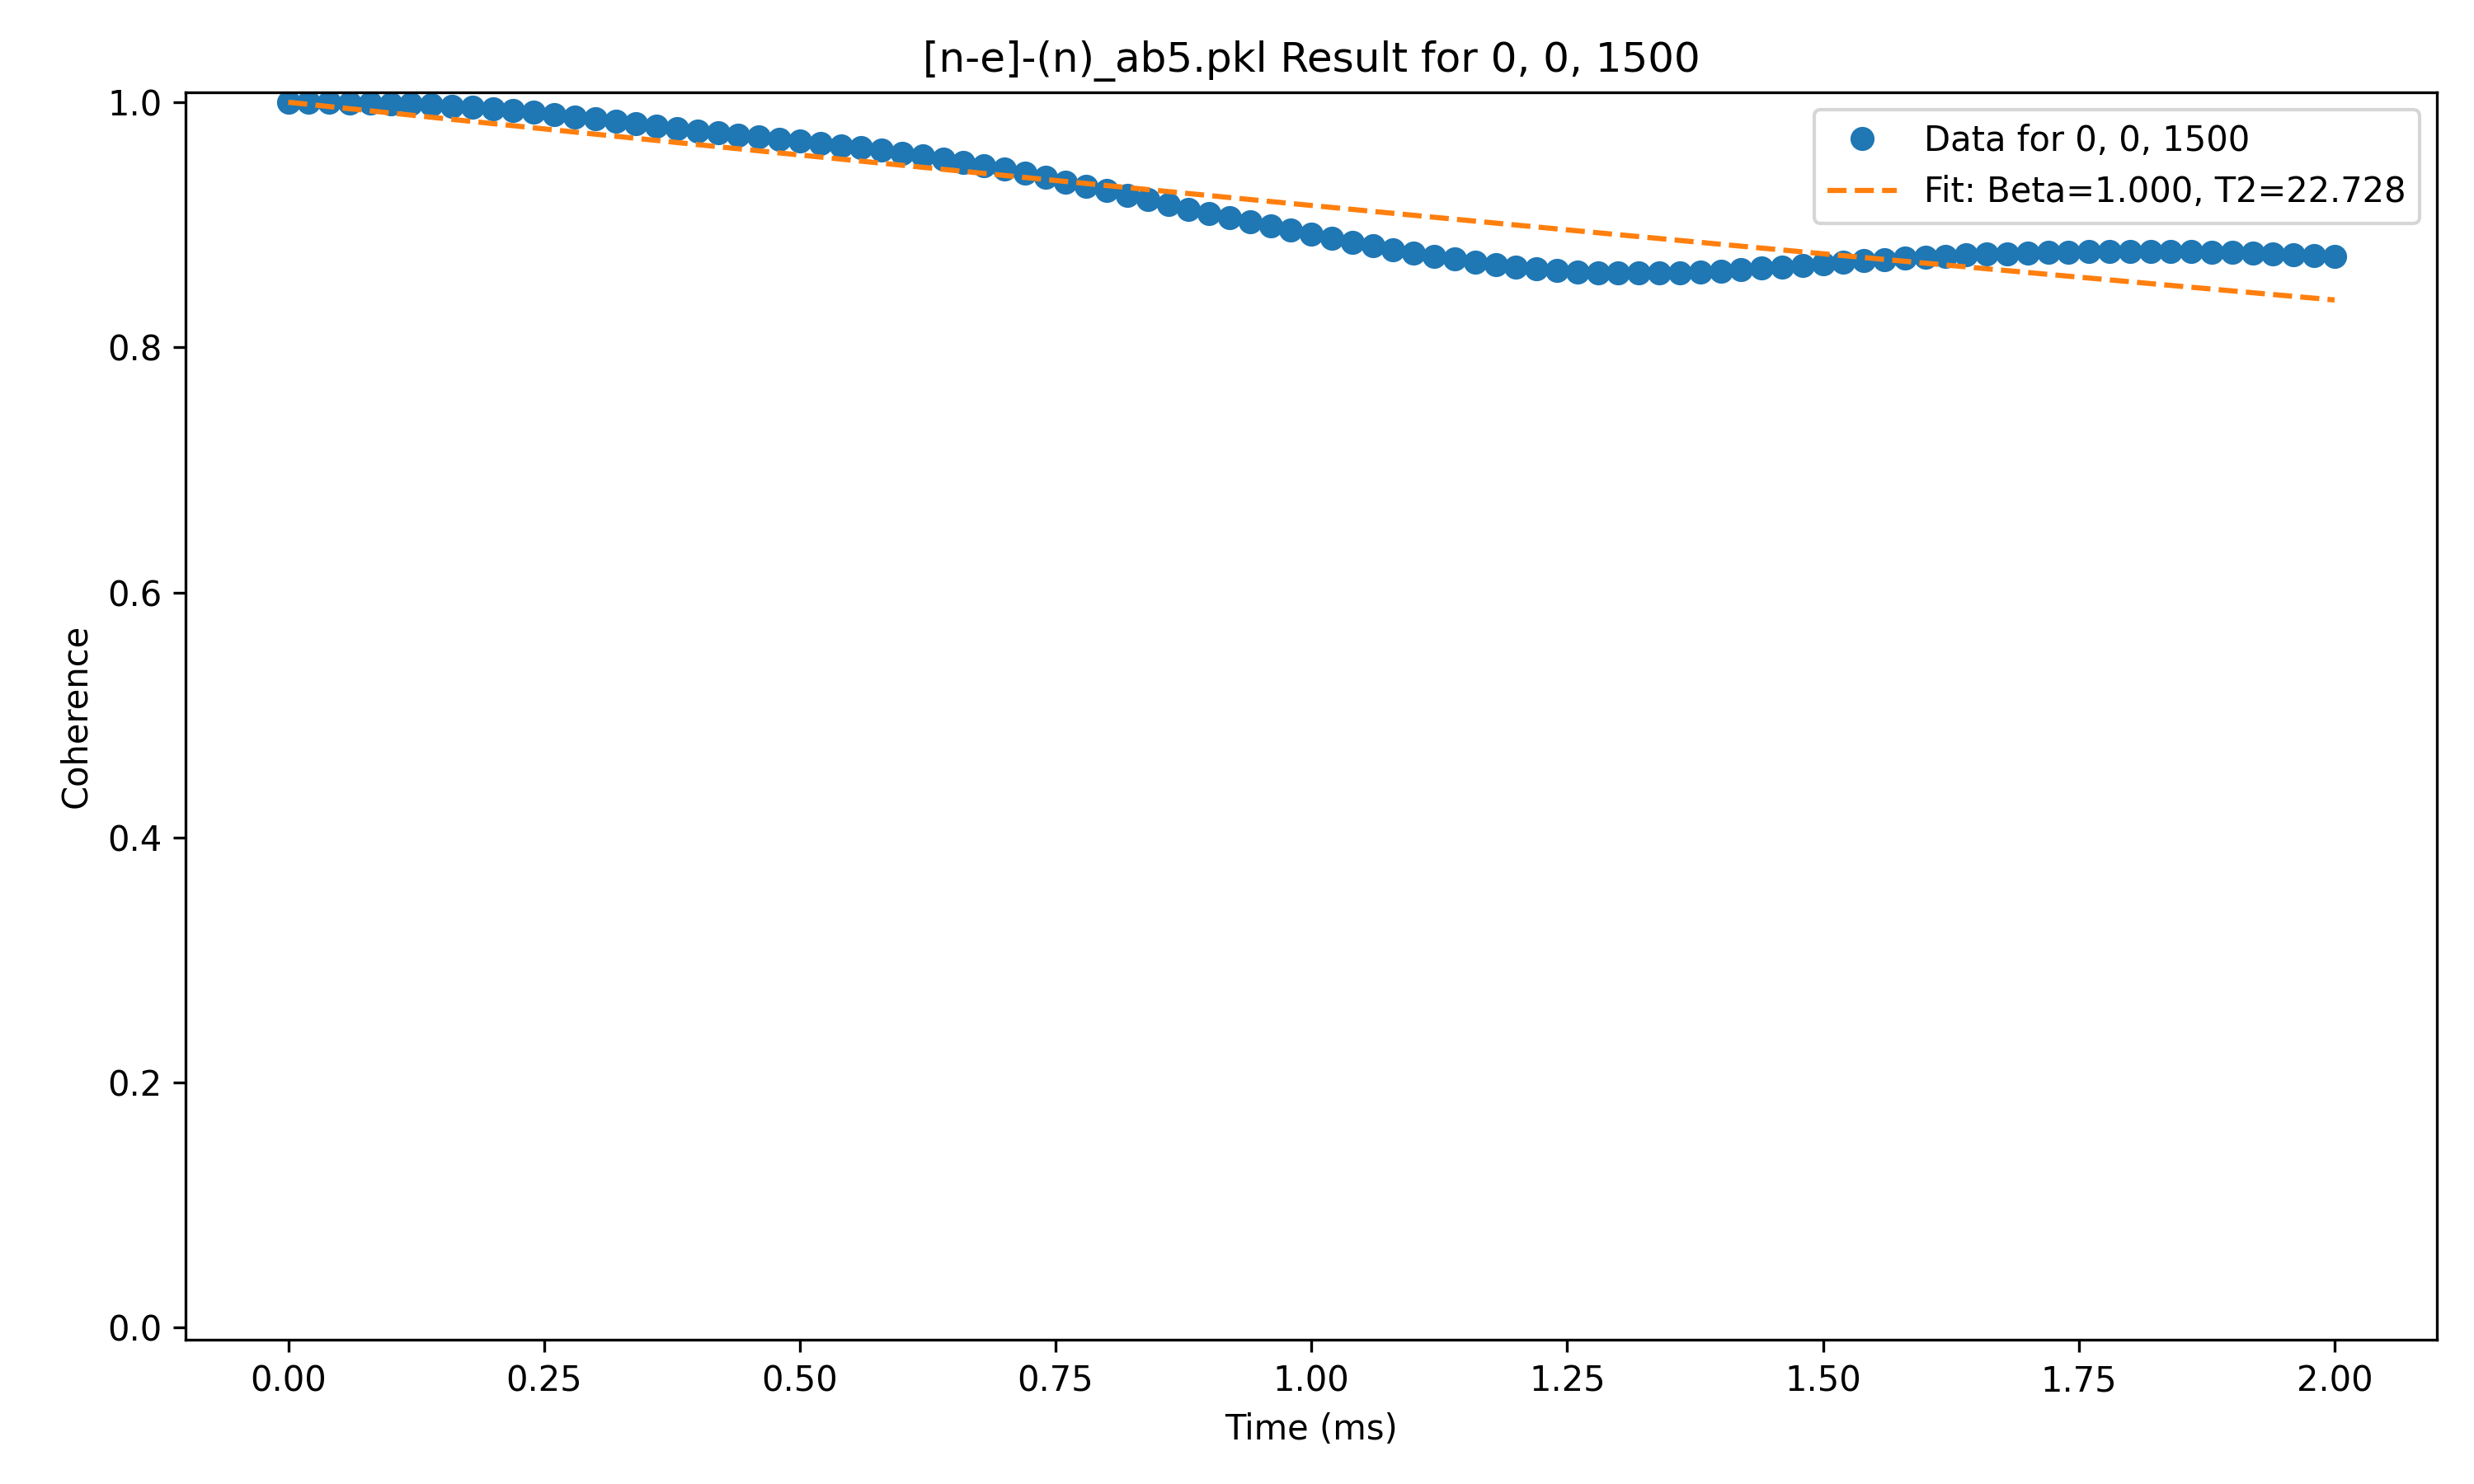 [n-e]-(n)_ab5.pkl Result for 0, 0, 1500
Data for 0, 0, 1500
Fit: Beta=1.000, T2=22.728
Coherence
1.0
0.8
0.6
0.4
0.2
0.0
0.00 0.25 0.50 0.75 1.00 1.25 1.50 1.75 2.00
Time (ms)